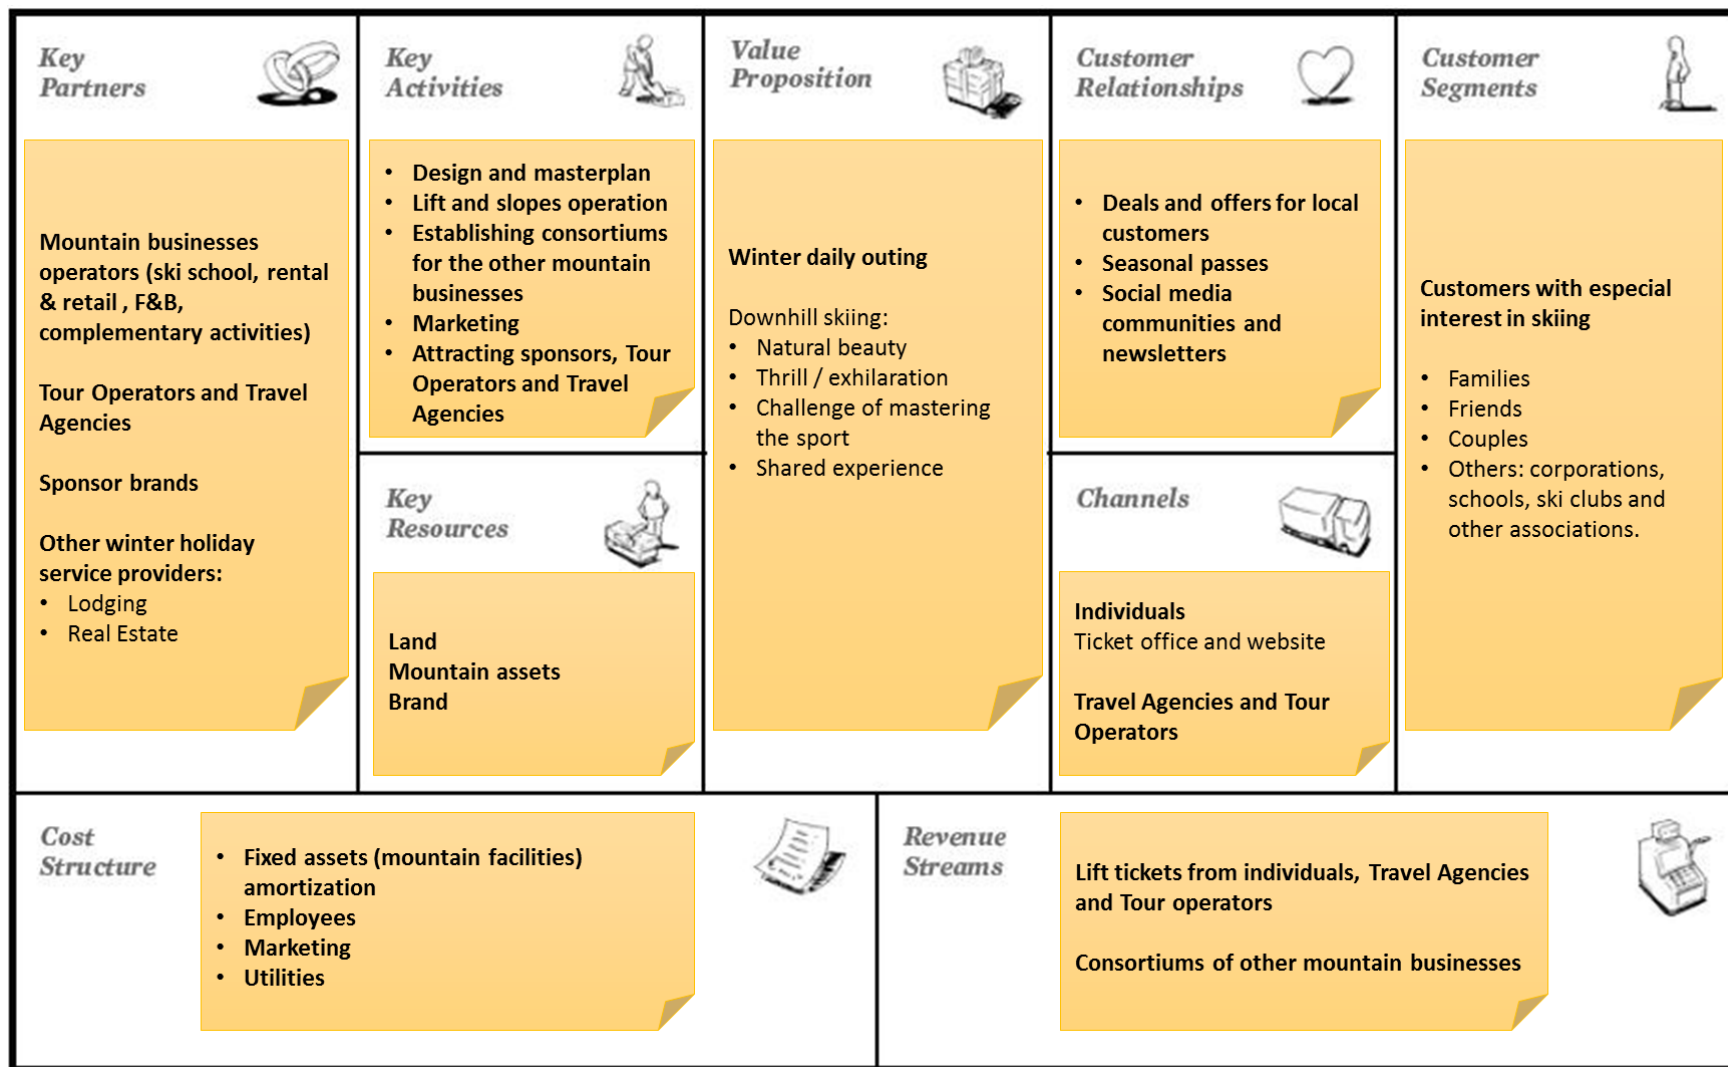 Key
Partners
Mountain businesses
operators (ski school, rental
& retail , F&B,
complementary activities)
Tour Operators and Travel
Agencies
Sponsor brands
Other winter holiday
service providers:
• Lodging
• Real Estate
Key
Activities
• Design and masterplan
• Lift and slopes operation
• Establishing consortiums
for the other mountain
businesses
• Marketing
• Attracting sponsors, Tour
Operators and Travel
Agencies
Key
Resources
Land
Mountain assets
Brand
Value
Proposition
Winter daily outing
Downhill skiing:
• Natural beauty
• Thrill / exhilaration
• Challenge of mastering
the sport
• Shared experience
Customer
Relationships
• Deals and offers for local
customers
• Seasonal passes
• Social media
communities and
newsletters
Channels
Individuals
Ticket office and website
Travel Agencies and Tour
Operators
Customer
Segments
Customers with especial
interest in skiing
• Families
• Friends
• Couples
• Others: corporations,
schools, ski clubs and
other associations.
Cost
Structure
• Fixed assets (mountain facilities)
amortization
• Employees
• Marketing
• Utilities
Revenue
Streams
Lift tickets from individuals, Travel Agencies
and Tour operators
Consortiums of other mountain businesses